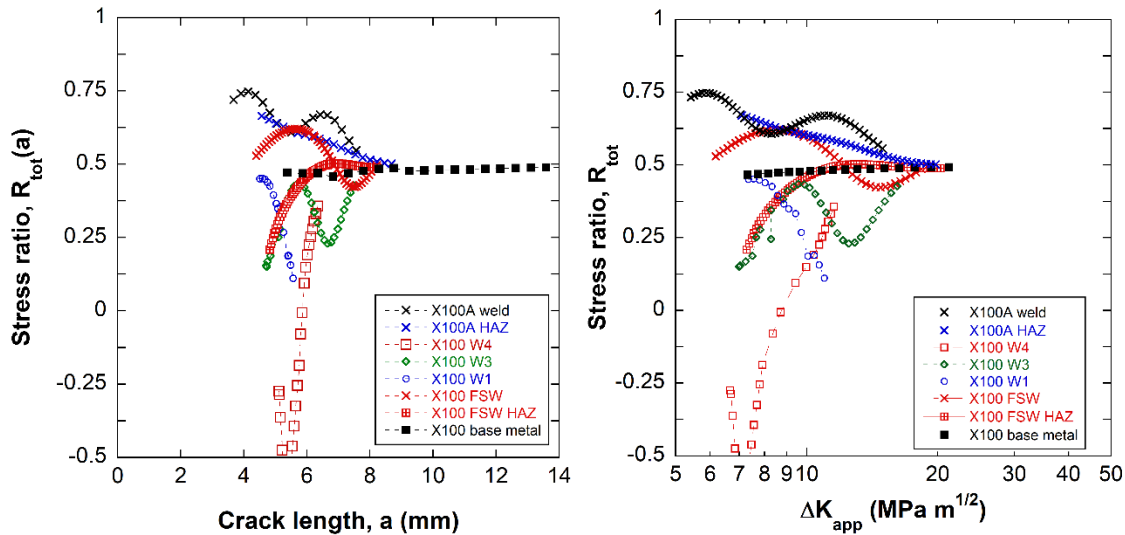 1
0.75
0.5
0.25
0
-0.25
-0.5
Stress ratio, R_tot(a)
X100A weld
X100A HAZ
X100 W4
X100 W3
X100 W1
X100 FSW
X100 FSW HAZ
X100 base metal
0 2 4 6 8 10 12 14
Crack length, a (mm)
1
0.75
0.5
0.25
0
-0.25
-0.5
Stress ratio, R_tot
X100A weld
X100A HAZ
X100 W4
X100 W3
X100 W1
X100 FSW
X100 FSW HAZ
X100 base metal
5 6 7 8 9 10 20 30 40 50
ΔK_app (MPa m^1/2)